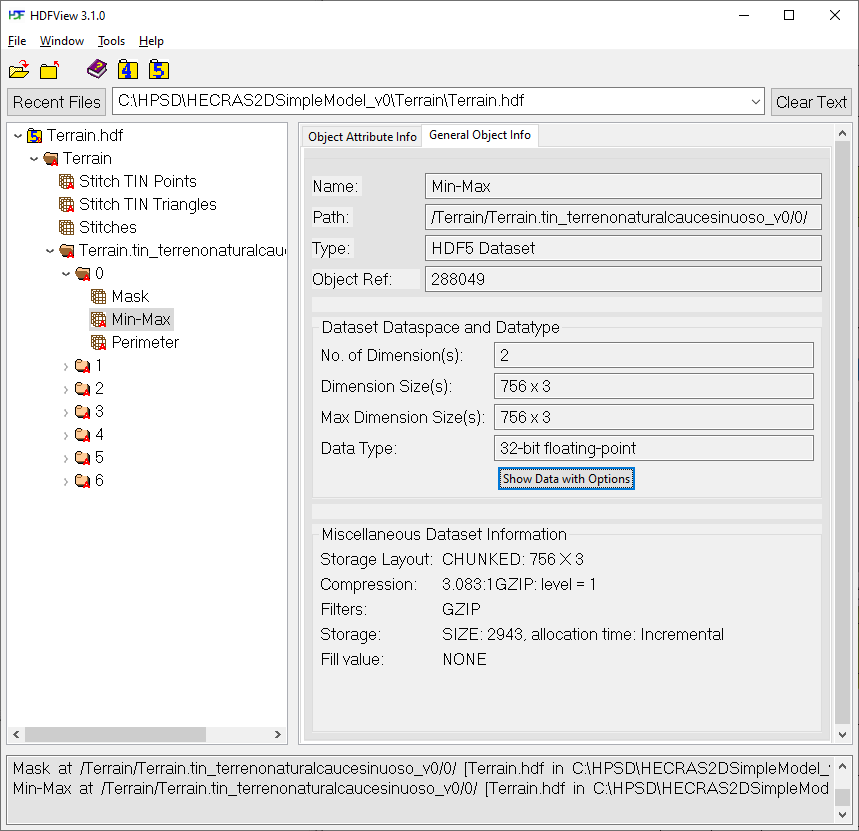 HDFView 3.1.0
File Window Tools Help
Recent Files C:\HPSD\HECRAS2DSimpleModel_v0\Terrain\Terrain.hdf Clear Text
Terrain.hdf
Terrain
Stitch TIN Points
Stitch TIN Triangles
Stitches
Terrain.tin_terrenonaturalcauce
0
Mask
Min-Max
Perimeter
1
2
3
4
5
6
Object Attribute Info General Object Info
Name: Min-Max
Path: /Terrain/Terrain.tin_terrenonaturalcaucesinuoso_v0/0/
Type: HDF5 Dataset
Object Ref: 288049
Dataset Dataspace and Datatype
No. of Dimension(s): 2
Dimension Size(s): 756 x 3
Max Dimension Size(s): 756 x 3
Data Type: 32-bit floating-point
Show Data with Options
Miscellaneous Dataset Information
Storage Layout: CHUNKED: 756 X 3
Compression: 3.083:1GZIP: level = 1
Filters: GZIP
Storage: SIZE: 2943, allocation time: Incremental
Fill value: NONE
Mask at /Terrain/Terrain.tin_terrenonaturalcaucesinuoso_v0/0/ [Terrain.hdf in C:\HPSD\HECRAS2DSimpleModel_
Min-Max at /Terrain/Terrain.tin_terrenonaturalcaucesinuoso_v0/0/ [Terrain.hdf in C:\HPSD\HECRAS2DSimpleMod